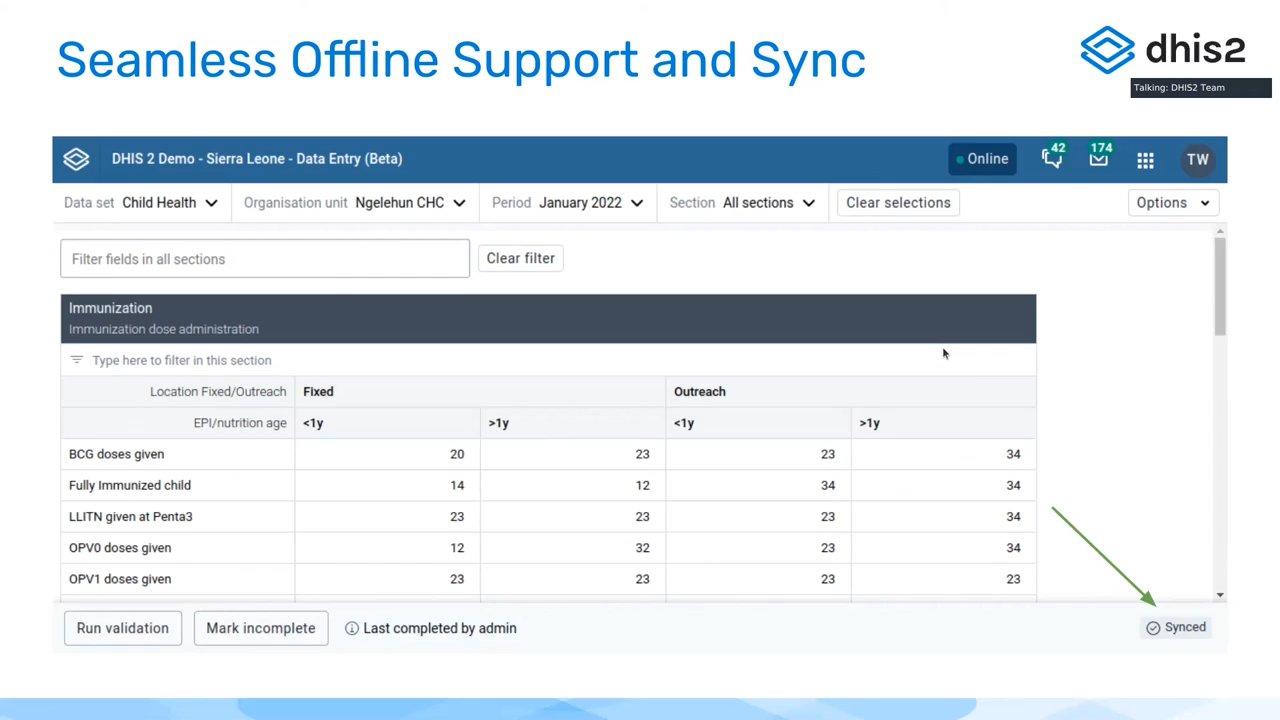 Seamless Offline Support and Sync
dhis2
Talking: DHIS2 Team
DHIS 2 Demo - Sierra Leone - Data Entry (Beta)
Online
42
174
TW
Data set Child Health
Organisation unit Ngelehun CHC
Period January 2022
Section All sections
Clear selections
Options
Filter fields in all sections
Clear filter
Immunization
Immunization dose administration
Type here to filter in this section
Location Fixed/Outreach Fixed Outreach
EPI/nutrition age <1y >1y <1y >1y
BCG doses given 20 23 23 34
Fully Immunized child 14 12 34 34
LLITN given at Penta3 23 23 23 34
OPV0 doses given 12 32 23 34
OPV1 doses given 23 23 23 23
Run validation
Mark incomplete
Last completed by admin
Synced